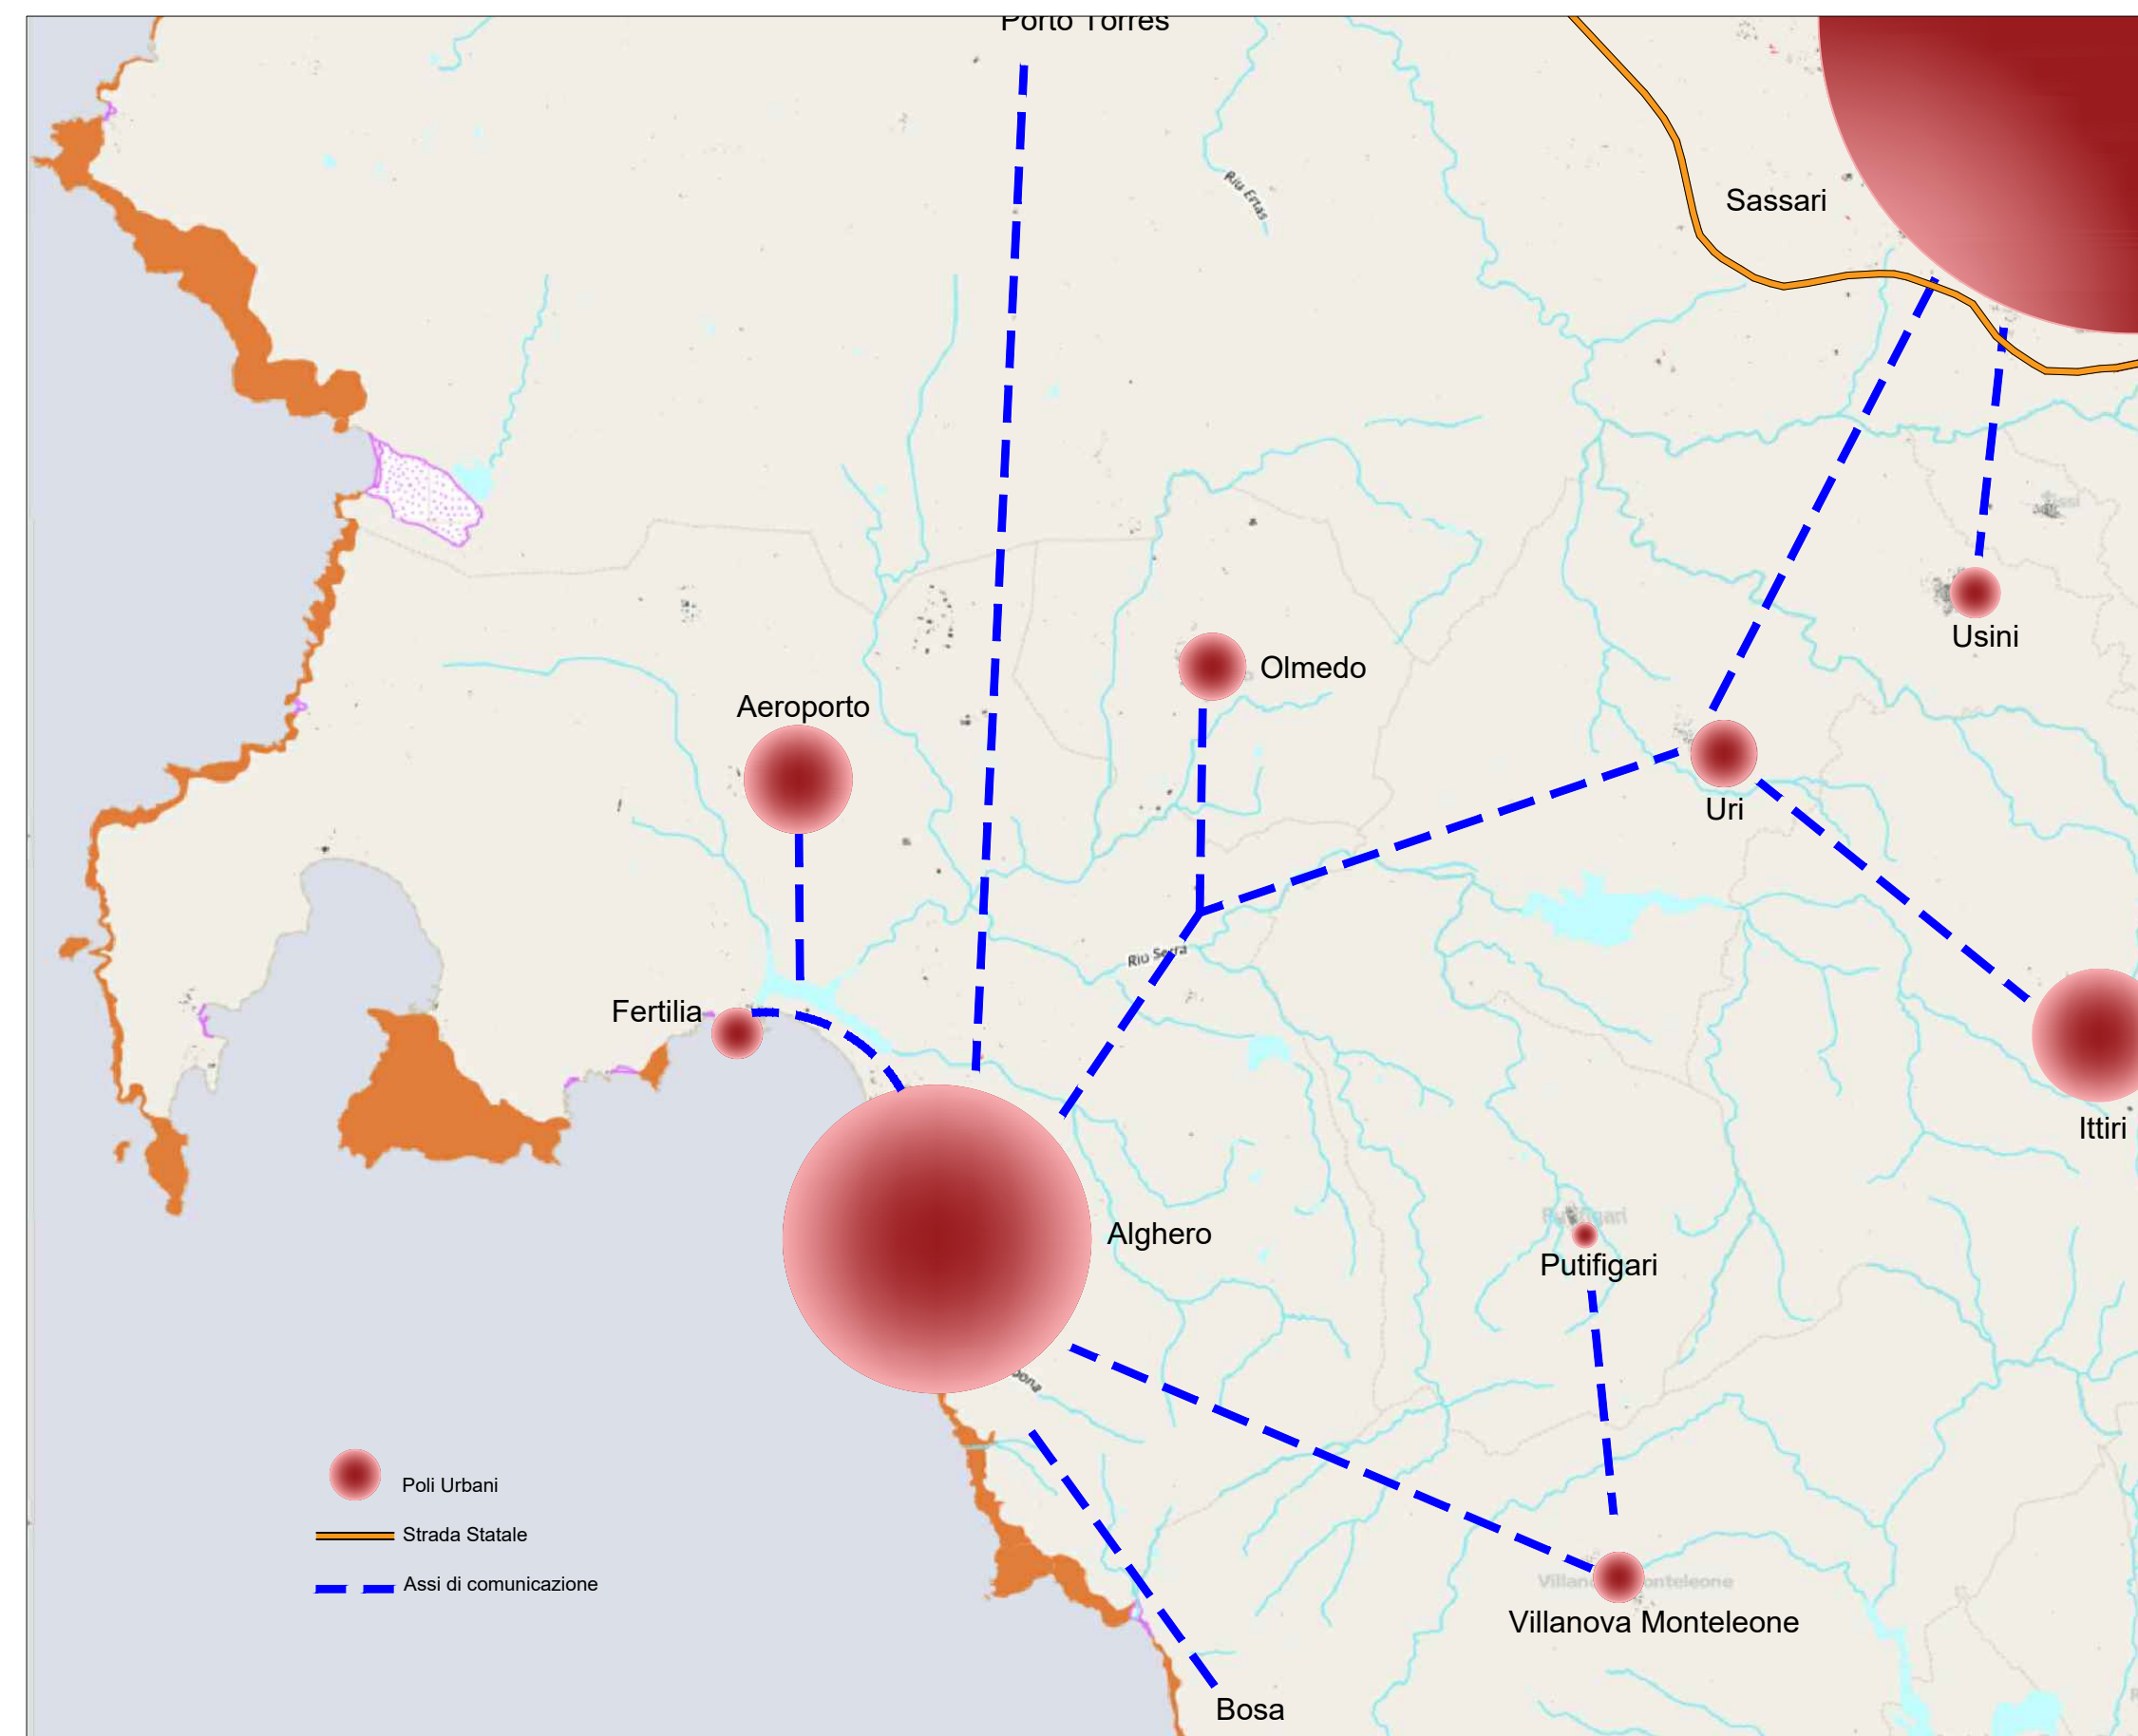 Porto Torres
Riu Ertas
Sassari
Usini
Olmedo
Aeroporto
Uri
Riu Serra
Fertilia
Ittiri
Putifigari
Alghero
Putifigari
Poli Urbani
Strada Statale
Assi di comunicazione
Villanova Monteleone
Bosa